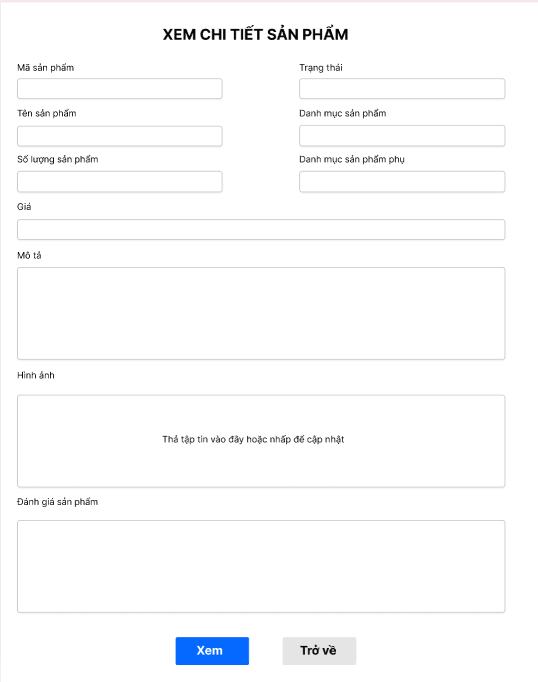 XEM CHI TIẾT SẢN PHẨM
Mã sản phẩm
Trạng thái
Tên sản phẩm
Danh mục sản phẩm
Số lượng sản phẩm
Danh mục sản phẩm phụ
Giá
Mô tả
Hình ảnh
Thả tập tin vào đây hoặc nhấp để cập nhật
Đánh giá sản phẩm
Xem
Trở về